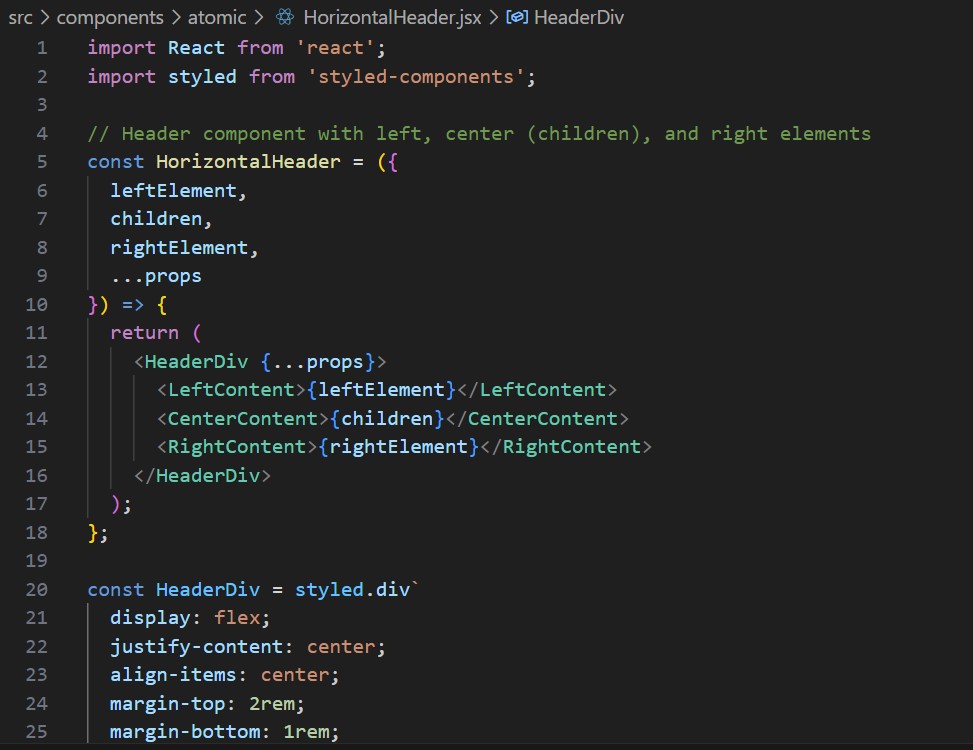 src > components > atomic > HorizontalHeader.jsx > HeaderDiv
1 import React from 'react';
2 import styled from 'styled-components';
3
4 // Header component with left, center (children), and right elements
5 const HorizontalHeader = ({
6   leftElement,
7   children,
8   rightElement,
9   ...props
10 }) => {
11   return (
12     <HeaderDiv {...props}>
13       <LeftContent>{leftElement}</LeftContent>
14       <CenterContent>{children}</CenterContent>
15       <RightContent>{rightElement}</RightContent>
16     </HeaderDiv>
17   );
18 };
19
20 const HeaderDiv = styled.div`
21   display: flex;
22   justify-content: center;
23   align-items: center;
24   margin-top: 2rem;
25   margin-bottom: 1rem;